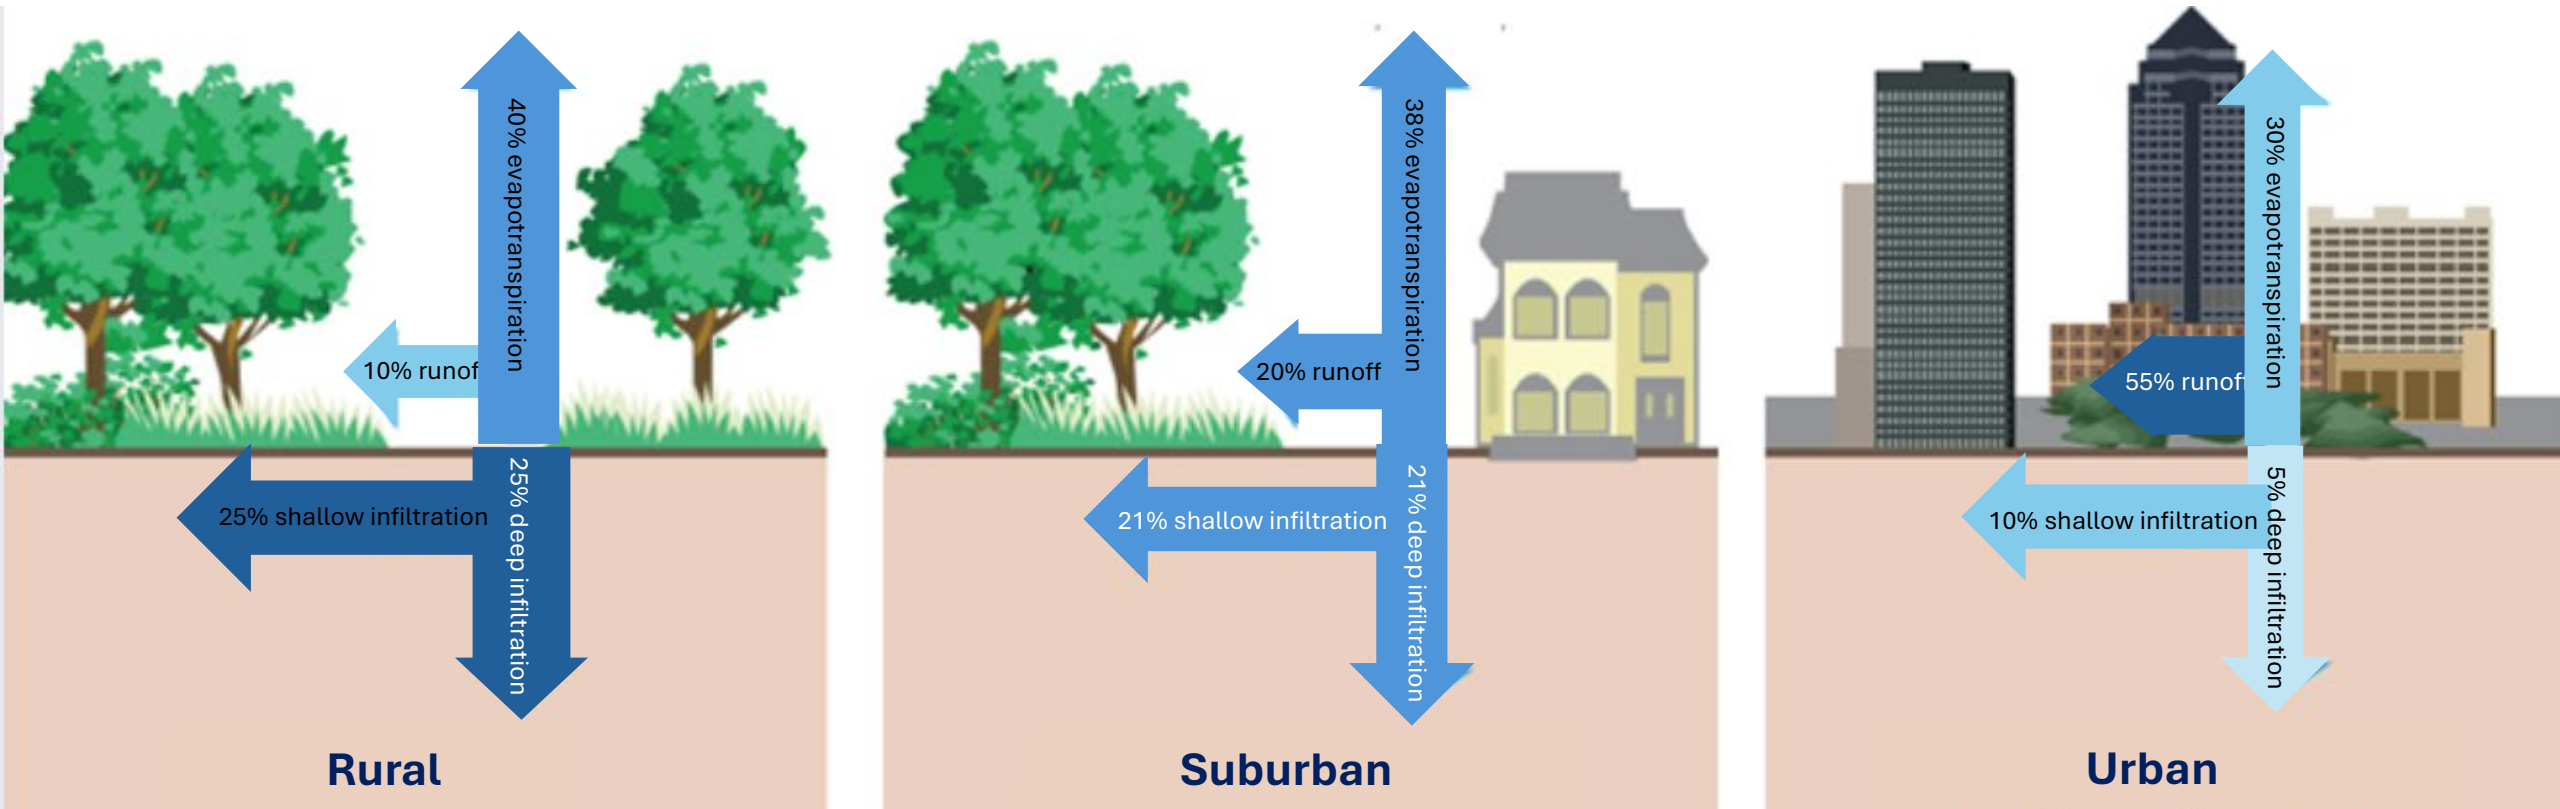 40% evapotranspiration
10% runof
25% shallow infiltration
25% deep infiltration
Rural
38% evapotranspiration
20% runoff
21% shallow infiltration
21% deep infiltration
Suburban
30% evapotranspiration
55% runoff
10% shallow infiltration
5% deep infiltration
Urban